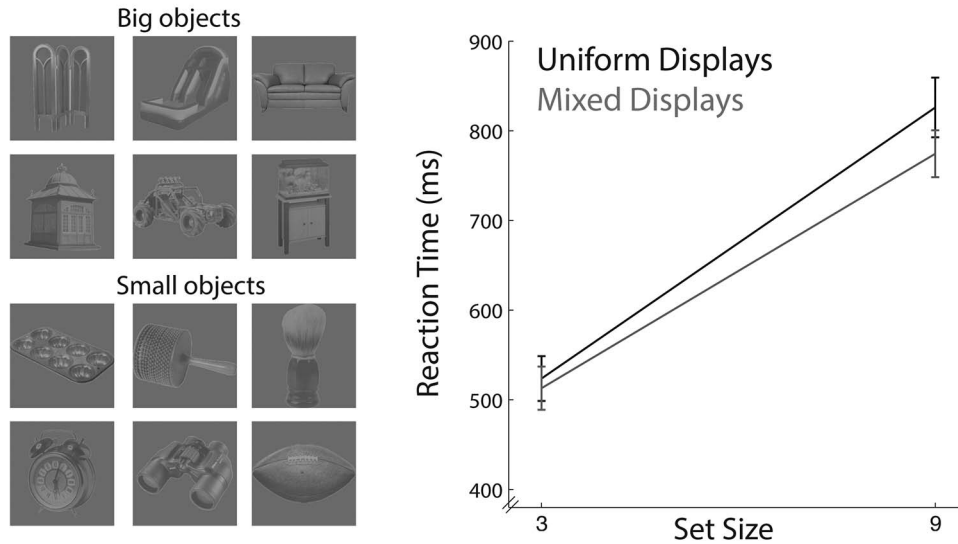 Big objects
Small objects
Uniform Displays
Mixed Displays
Reaction Time (ms)
900
800
700
600
500
400
3
9
Set Size